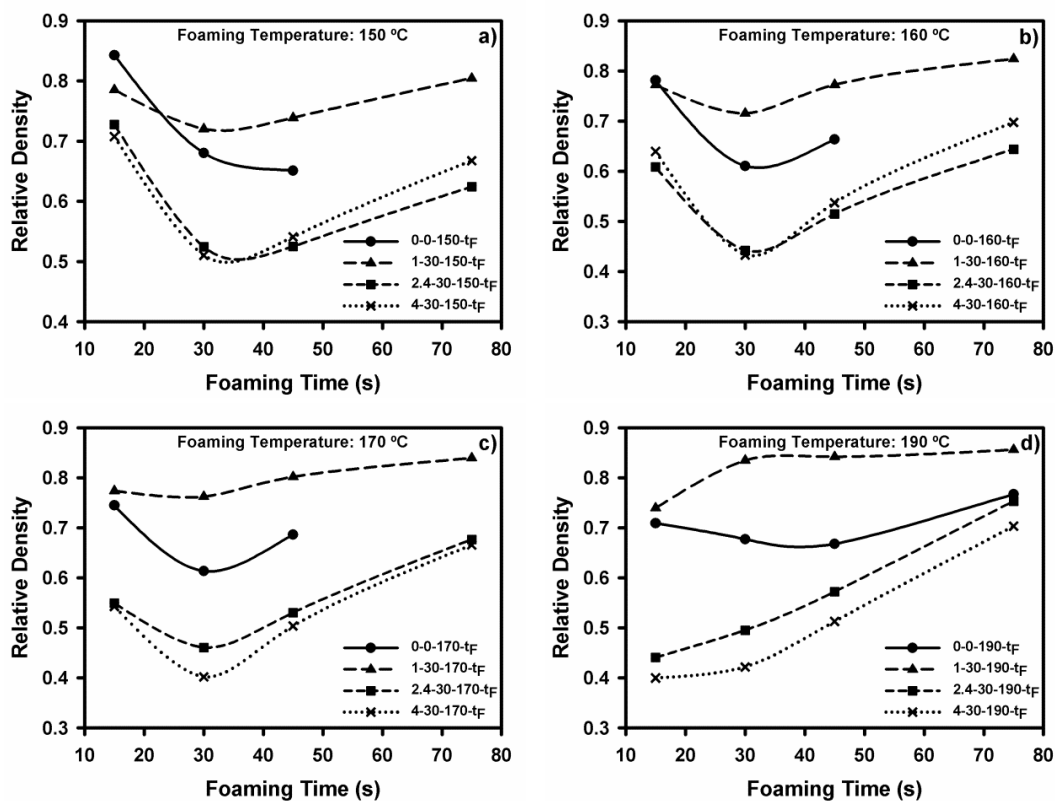 Foaming Temperature: 150 ºC
a)
0.9
0.8
0.7
0.6
0.5
0.4
Relative Density
0-0-150-tF
1-30-150-tF
2.4-30-150-tF
4-30-150-tF
10 20 30 40 50 60 70 80
Foaming Time (s)
Foaming Temperature: 160 ºC
b)
0.9
0.8
0.7
0.6
0.5
0.4
0.3
Relative Density
0-0-160-tF
1-30-160-tF
2.4-30-160-tF
4-30-160-tF
10 20 30 40 50 60 70 80
Foaming Time (s)
Foaming Temperature: 170 ºC
c)
0.9
0.8
0.7
0.6
0.5
0.4
0.3
Relative Density
0-0-170-tF
1-30-170-tF
2.4-30-170-tF
4-30-170-tF
10 20 30 40 50 60 70 80
Foaming Time (s)
Foaming Temperature: 190 ºC
d)
0.9
0.8
0.7
0.6
0.5
0.4
0.3
Relative Density
0-0-190-tF
1-30-190-tF
2.4-30-190-tF
4-30-190-tF
10 20 30 40 50 60 70 80
Foaming Time (s)